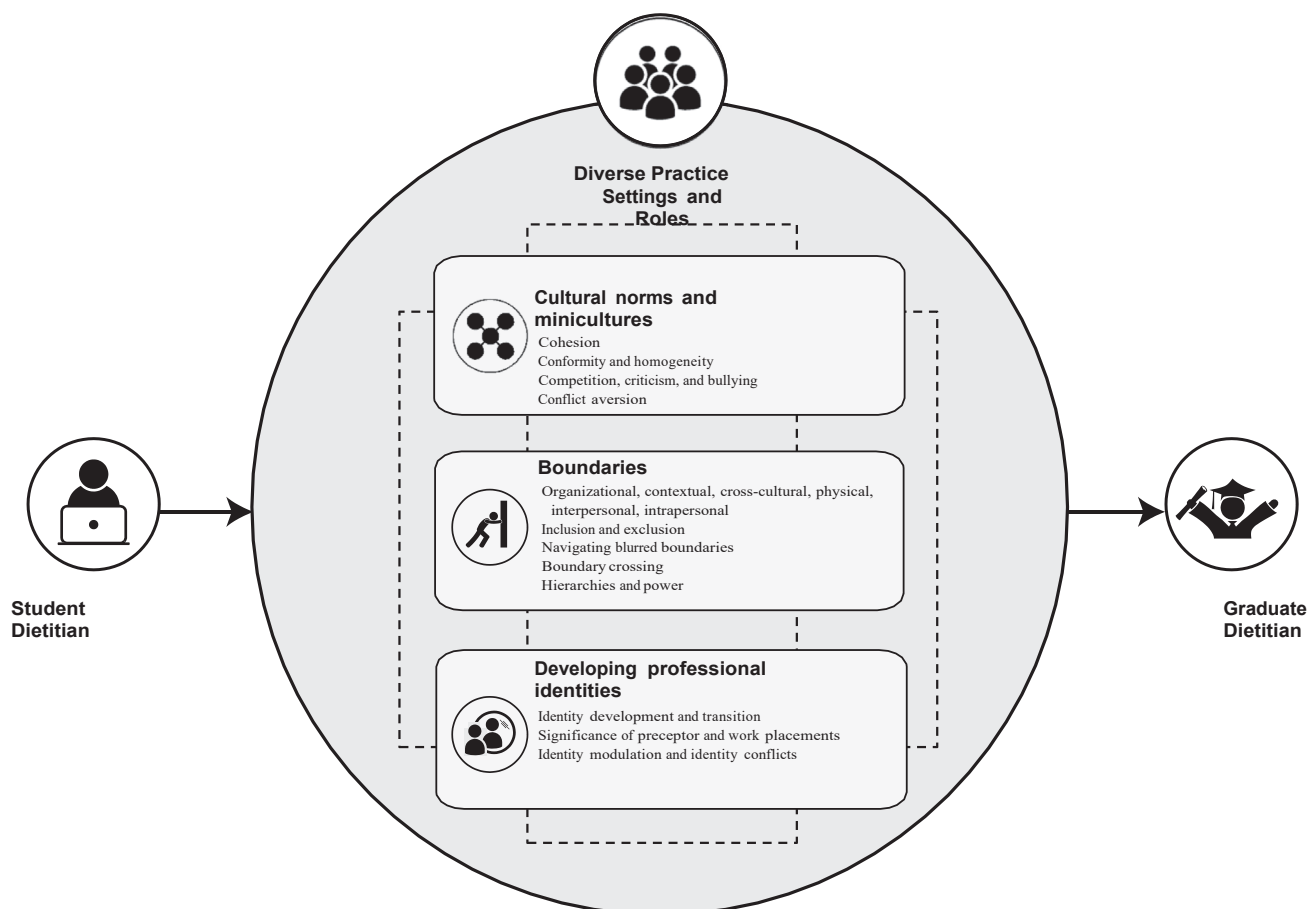 Diverse Practice
Settings and
Roles
Cultural norms and
minicultures
Cohesion
Conformity and homogeneity
Competition, criticism, and bullying
Conflict aversion
Boundaries
Organizational, contextual, cross-cultural, physical,
interpersonal, intrapersonal
Inclusion and exclusion
Navigating blurred boundaries
Boundary crossing
Hierarchies and power
Student
Dietitian
Graduate
Dietitian
Developing professional
identities
Identity development and transition
Significance of preceptor and work placements
Identity modulation and identity conflicts